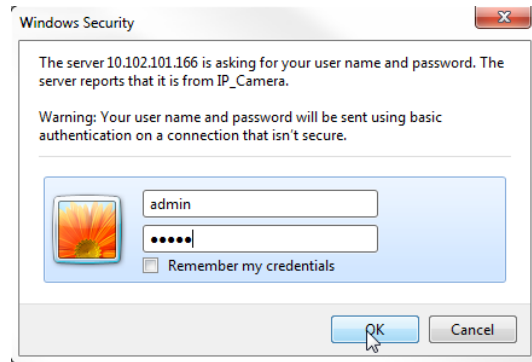 Windows Security
The server 10.102.101.166 is asking for your user name and password. The
server reports that it is from IP_Camera.
Warning: Your user name and password will be sent using basic
authentication on a connection that isn't secure.
admin
●●●●●
Remember my credentials
OK
Cancel